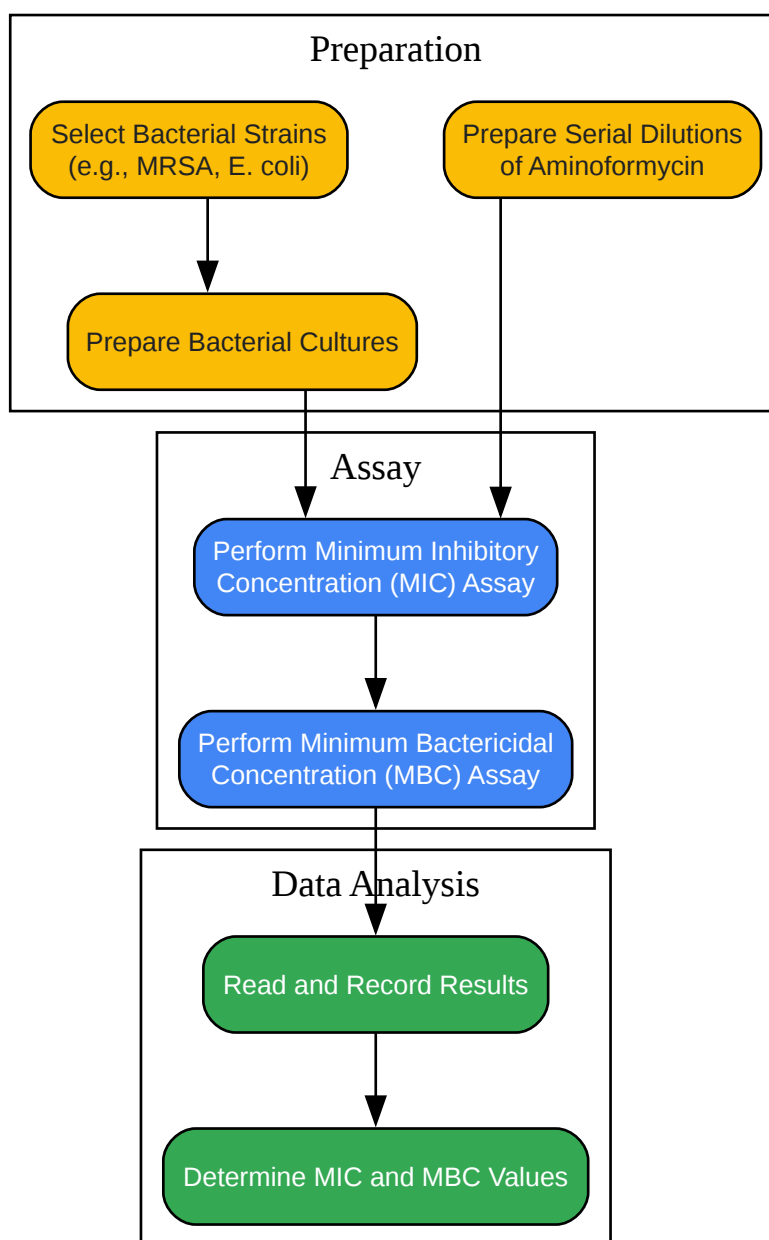 Preparation
Select Bacterial Strains
(e.g., MRSA, E. coli)
Prepare Serial Dilutions
of Aminoformycin
Prepare Bacterial Cultures
Assay
Perform Minimum Inhibitory
Concentration (MIC) Assay
Perform Minimum Bactericidal
Concentration (MBC) Assay
Data Analysis
Read and Record Results
Determine MIC and MBC Values